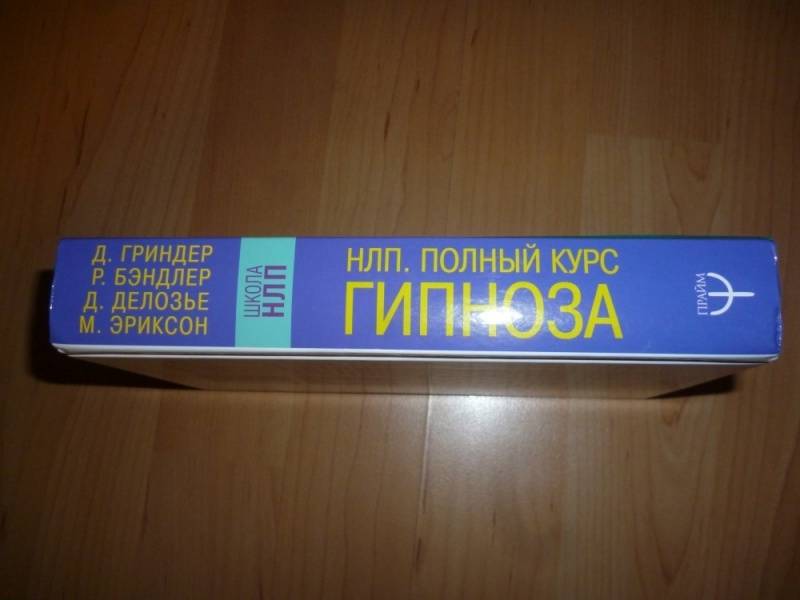 Д. ГРИНДЕР
Р. БЭНДЛЕР
Д. ДЕЛОЗЬЕ
М. ЭРИКСОН
ШКОЛА
НЛП
НЛП. ПОЛНЫЙ КУРС
ГИПНОЗА
ПРАЙМ